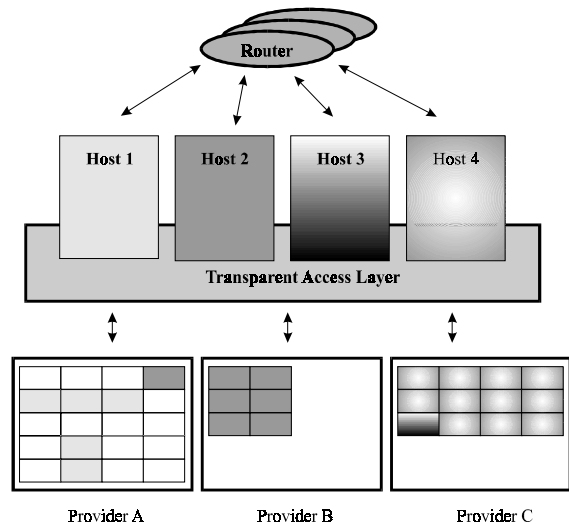 Router
Host 1
Host 2
Host 3
Host 4
Transparent Access Layer
Provider A
Provider B
Provider C